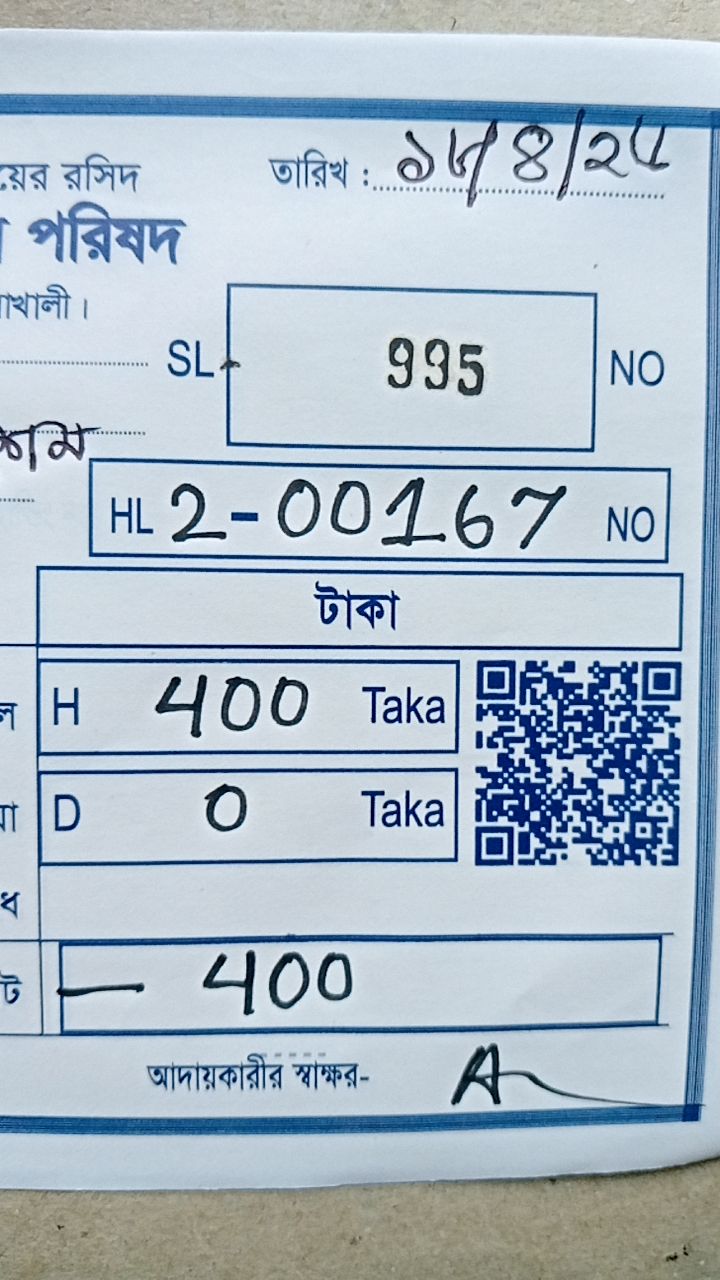 য়ের রসিদ তারিখ : ১৮/৪/২৫
পরিষদ
াখালী।
SL- 995 NO
HL 2-00167 NO
টাকা
H 400 Taka
D 0 Taka
ধ
টি — 400
আদায়কারীর স্বাক্ষর-